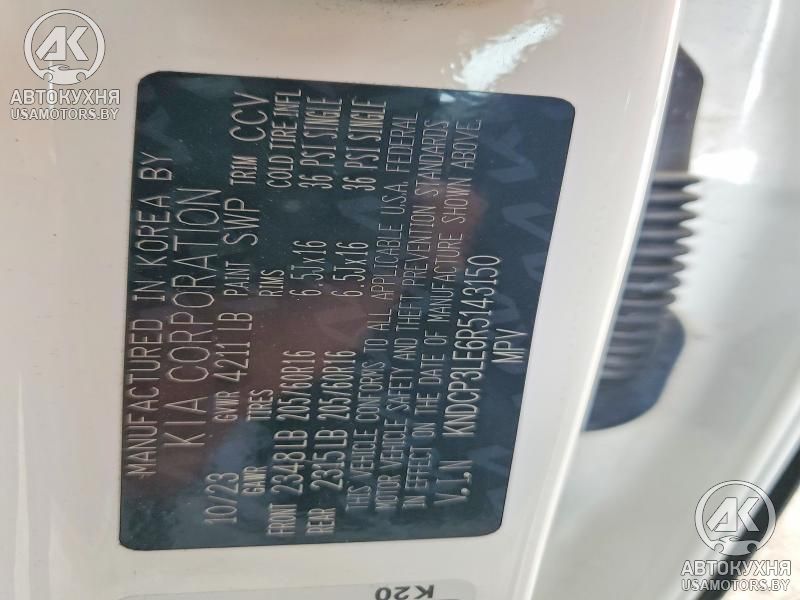 MANUFACTURED IN KOREA BY
KIA CORPORATION
10/23 GVWR 4211 LB PAINT SWP TRIM CCV
GAWR TIRES RIMS COLD TIRE INFL
FRONT 2348 LB 205/60R16 6.5Jx16 36 PSI SINGLE
REAR 2315 LB 205/60R16 6.5Jx16 36 PSI SINGLE
THIS VEHICLE CONFORMS TO ALL APPLICABLE U.S.A. FEDERAL
MOTOR VEHICLE SAFETY AND THEFT PREVENTION STANDARDS
IN EFFECT ON THE DATE OF MANUFACTURE SHOWN ABOVE.
V.I.N KNDCP3LE6R5143150
MPV
K20
АК
АВТОКУХНЯ
USAMOTORS.BY
АК
АВТОКУХНЯ
USAMOTORS.BY